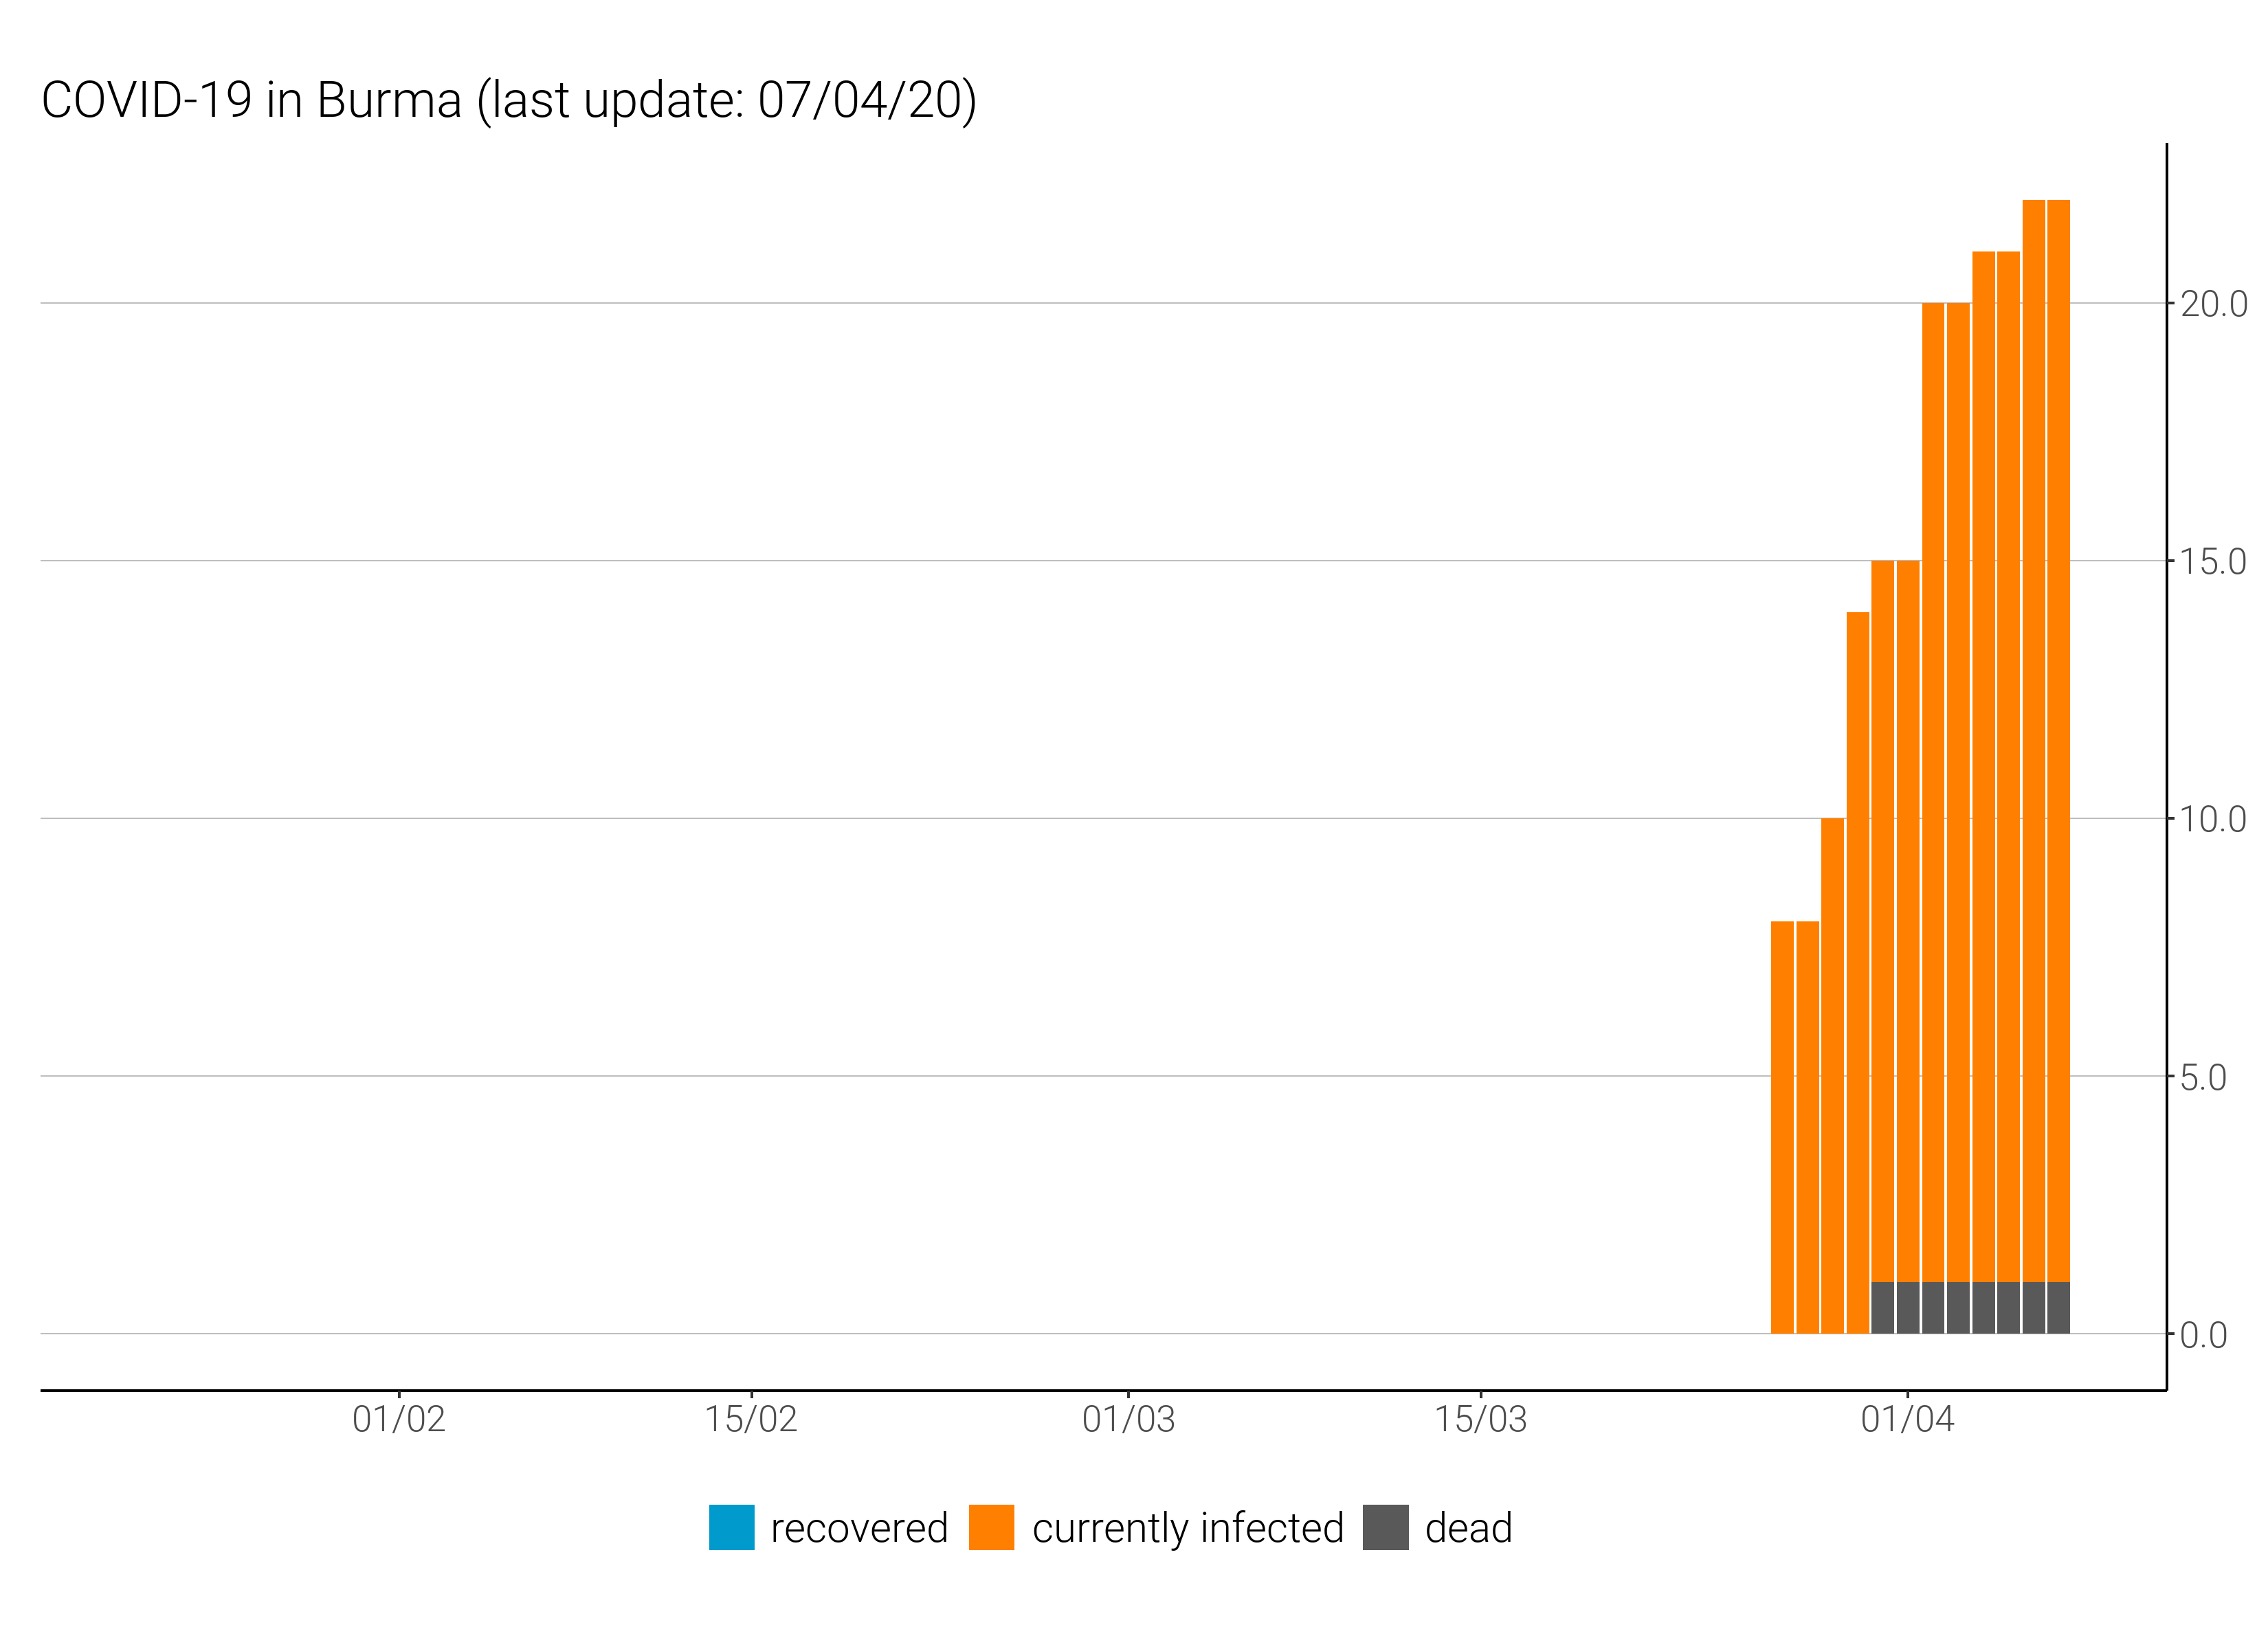 COVID-19 in Burma (last update: 07/04/20)
20.0
15.0
10.0
5.0
0.0
01/02 15/02 01/03 15/03 01/04
recovered currently infected dead